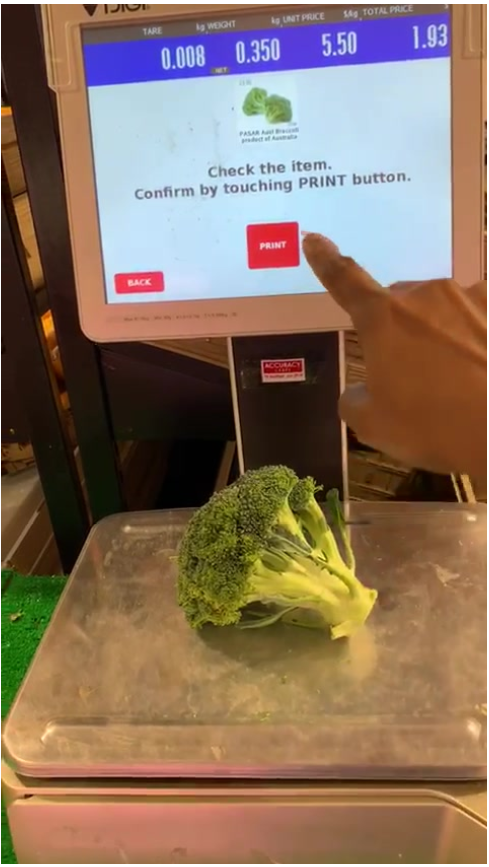 DIGI
TARE kg WEIGHT kg UNIT PRICE $/kg TOTAL PRICE $
0.008 0.350 5.50 1.93
NET
PASAR Aust Broccoli
product of Australia
Check the item.
Confirm by touching PRINT button.
PRINT
BACK
ACCURACY